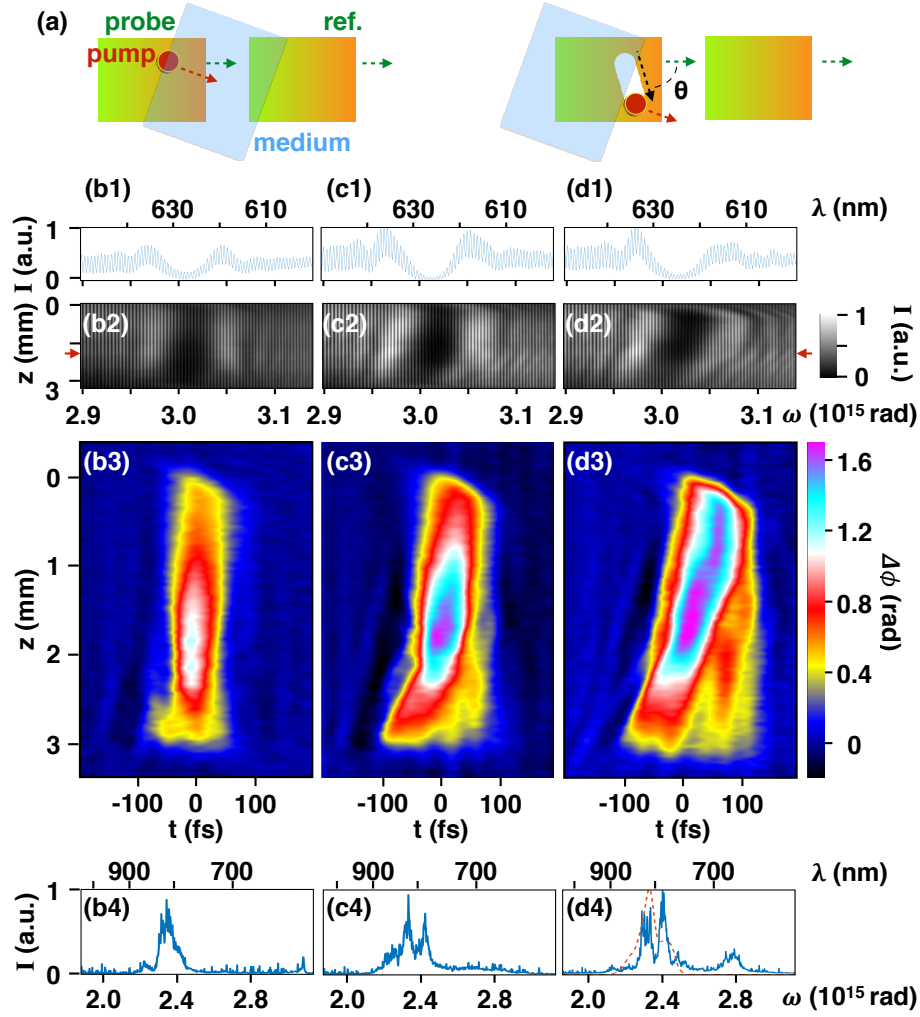 (a) probe ref.
pump
θ
medium
(b1) (c1) (d1)
630 610 630 610 630 610 λ (nm)
I (a.u.)
1
0
z (mm)
0
3
(b2) (c2) (d2)
1
0
I (a.u.)
2.9 3.0 3.1 2.9 3.0 3.1 2.9 3.0 3.1 ω (10¹⁵ rad)
(b3) (c3) (d3)
z (mm)
0
1
2
3
1.6
1.2
0.8
0.4
0
Δϕ (rad)
-100 0 100 -100 0 100 -100 0 100
t (fs) t (fs) t (fs)
900 700 900 700 900 700 λ (nm)
I (a.u.)
1
0
(b4) (c4) (d4)
2.0 2.4 2.8 2.0 2.4 2.8 2.0 2.4 2.8 ω (10¹⁵ rad)